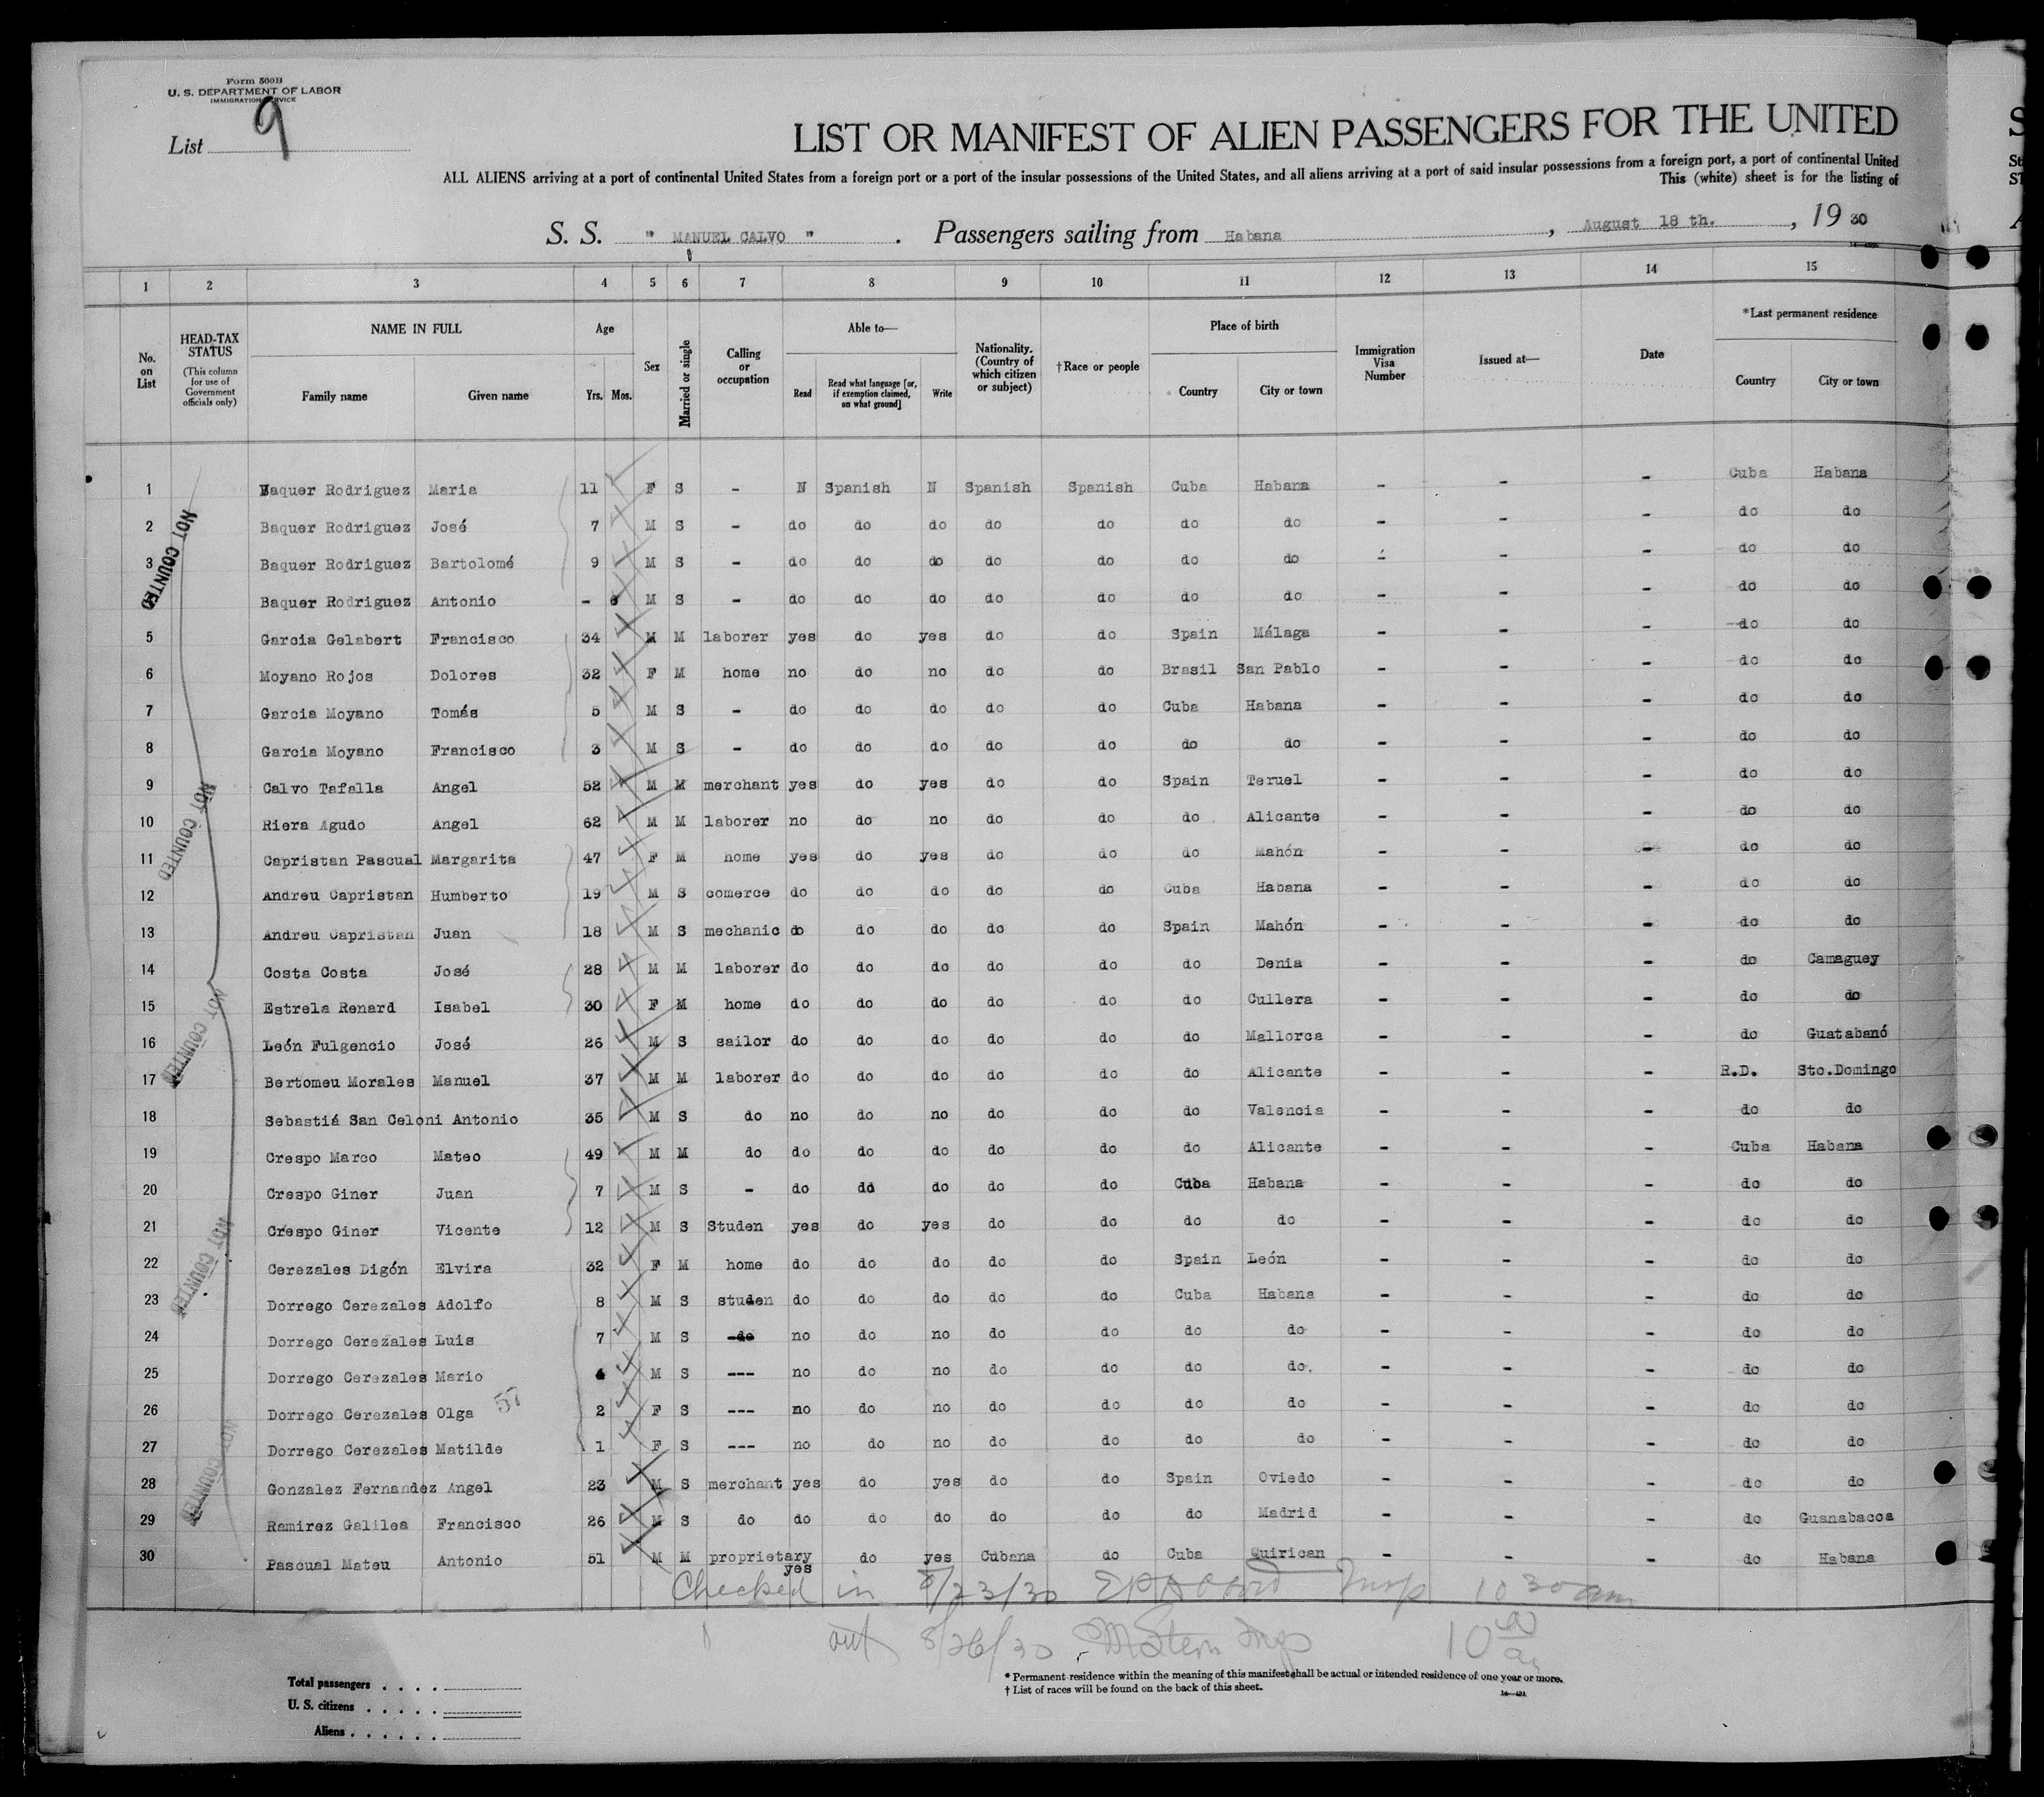 Form 500B
U. S. DEPARTMENT OF LABOR
IMMIGRATION SERVICE
List 9
LIST OR MANIFEST OF ALIEN PASSENGERS FOR THE UNITED
ALL ALIENS arriving at a port of continental United States from a foreign port or a port of the insular possessions of the United States, and all aliens arriving at a port of said insular possessions from a foreign port, a port of continental United
This (white) sheet is for the listing of
S. S. " MANUEL CALVO " . Passengers sailing from Habana , August 18 th. , 19 30
1 2 3 4 5 6 7 8 9 10 11 12 13 14 15
No. on List
HEAD-TAX STATUS (This column for use of Government officials only)
NAME IN FULL Family name Given name
Age Yrs. Mos.
Sex
Married or single
Calling or occupation
Able to— Read Read what language [or, if exemption claimed, on what ground] Write
Nationality. (Country of which citizen or subject)
†Race or people
Place of birth Country City or town
Immigration Visa Number
Issued at—
Date
*Last permanent residence Country City or town
1 Baquer Rodriguez Maria 11 F S - N Spanish N Spanish Spanish Cuba Habana - - - Cuba Habana
2 Baquer Rodriguez José 7 M S - do do do do do do do - - - do do
3 Baquer Rodriguez Bartolomé 9 M S - do do do do do do do - - - do do
Baquer Rodriguez Antonio - 6 M S - do do do do do do do - - - do do
5 Garcia Gelabert Francisco 34 M M laborer yes do yes do do Spain Málaga - - - do do
6 Moyano Rojos Dolores 32 F M home no do no do do Brasil San Pablo - - - do do
7 Garcia Moyano Tomás 5 M S - do do do do do Cuba Habana - - - do do
8 Garcia Moyano Francisco 3 M S - do do do do do do do - - - do do
9 Calvo Tafalla Angel 52 M M merchant yes do yes do do Spain Teruel - - - do do
10 Riera Agudo Angel 62 M M laborer no do no do do do Alicante - - - do do
11 Capristan Pascual Margarita 47 F M home yes do yes do do do Mahón - - - do do
12 Andreu Capristan Humberto 19 M S comerce do do do do do Cuba Habana - - - do do
13 Andreu Capristan Juan 18 M S mechanic do do do do do Spain Mahón - - - do do
14 Costa Costa José 28 M M laborer do do do do do do Denia - - - do Camaguey
15 Estrela Renard Isabel 30 F M home do do do do do do Cullera - - - do do
16 León Fulgencio José 26 M S sailor do do do do do do Mallorca - - - do Guatabanó
17 Bertomeu Morales Manuel 37 M M laborer do do do do do do Alicante - - - R.D. Sto.Domingo
18 Sebastiá San Celoni Antonio 35 M S do no do no do do do Valencia - - - do do
19 Crespo Marco Mateo 49 M M do do do do do do do Alicante - - - Cuba Habana
20 Crespo Giner Juan 7 M S - do do do do do Cuba Habana - - - do do
21 Crespo Giner Vicente 12 M S Studen yes do yes do do do do - - - do do
22 Cerezales Digón Elvira 32 F M home do do do do do Spain León - - - do do
23 Dorrego Cerezales Adolfo 8 M S studen do do do do do Cuba Habana - - - do do
24 Dorrego Cerezales Luis 7 M S do no do no do do do do - - - do do
25 Dorrego Cerezales Mario 4 M S --- no do no do do do do. - - - do do
26 Dorrego Cerezales Olga 57 2 F S --- no do no do do do do - - - do do
27 Dorrego Cerezales Matilde 1 F S --- no do no do do do do - - - do do
28 Gonzalez Fernandez Angel 23 M S merchant yes do yes do do Spain Oviedo - - - do do
29 Ramirez Galilea Francisco 26 M S do do do do do do do Madrid - - - do Guanabacoa
30 Pascual Mateu Antonio 51 M M proprietary yes do yes Cubana do Cuba Quirican - - - do Habana
NOT COUNTED
NOT COUNTED
NOT COUNTED
NOT COUNTED
NOT COUNTED
Checked in 8/23/30 Insp 10 30 am
out 8/26/30 M Stern Insp 10 00 a
Total passengers . . . .
U. S. citizens . . . . .
Aliens . . . . . .
* Permanent residence within the meaning of this manifest shall be actual or intended residence of one year or more.
† List of races will be found on the back of this sheet.